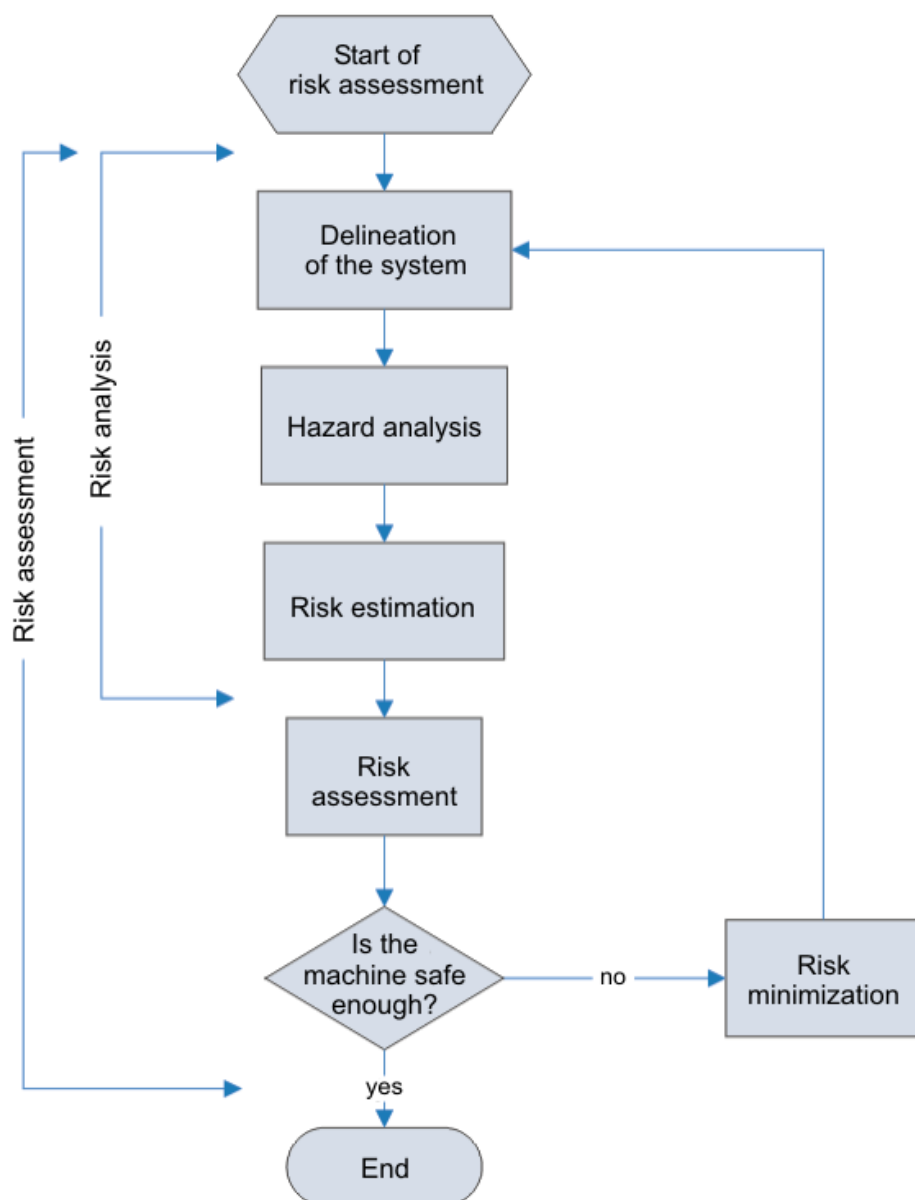 Start of
risk assessment
Delineation
of the system
Hazard analysis
Risk estimation
Risk
assessment
Is the
machine safe
enough?
no
Risk
minimization
yes
End
Risk analysis
Risk assessment